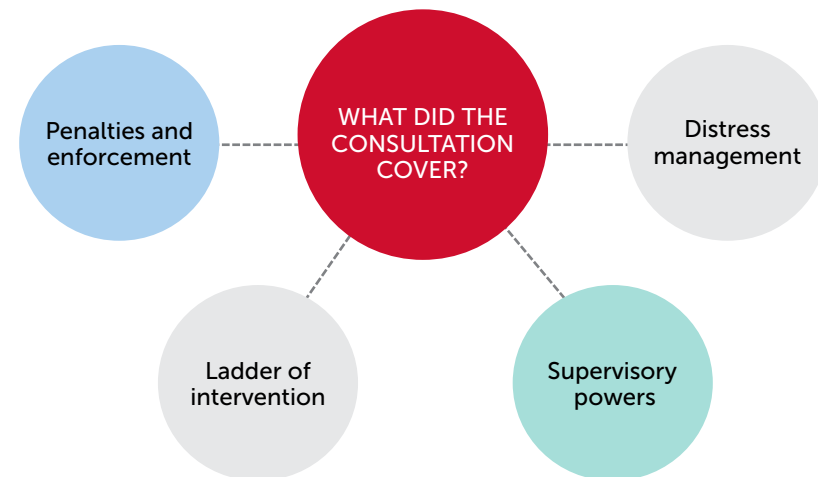 WHAT DID THE
CONSULTATION
COVER?
Penalties and
enforcement
Distress
management
Ladder of
intervention
Supervisory
powers